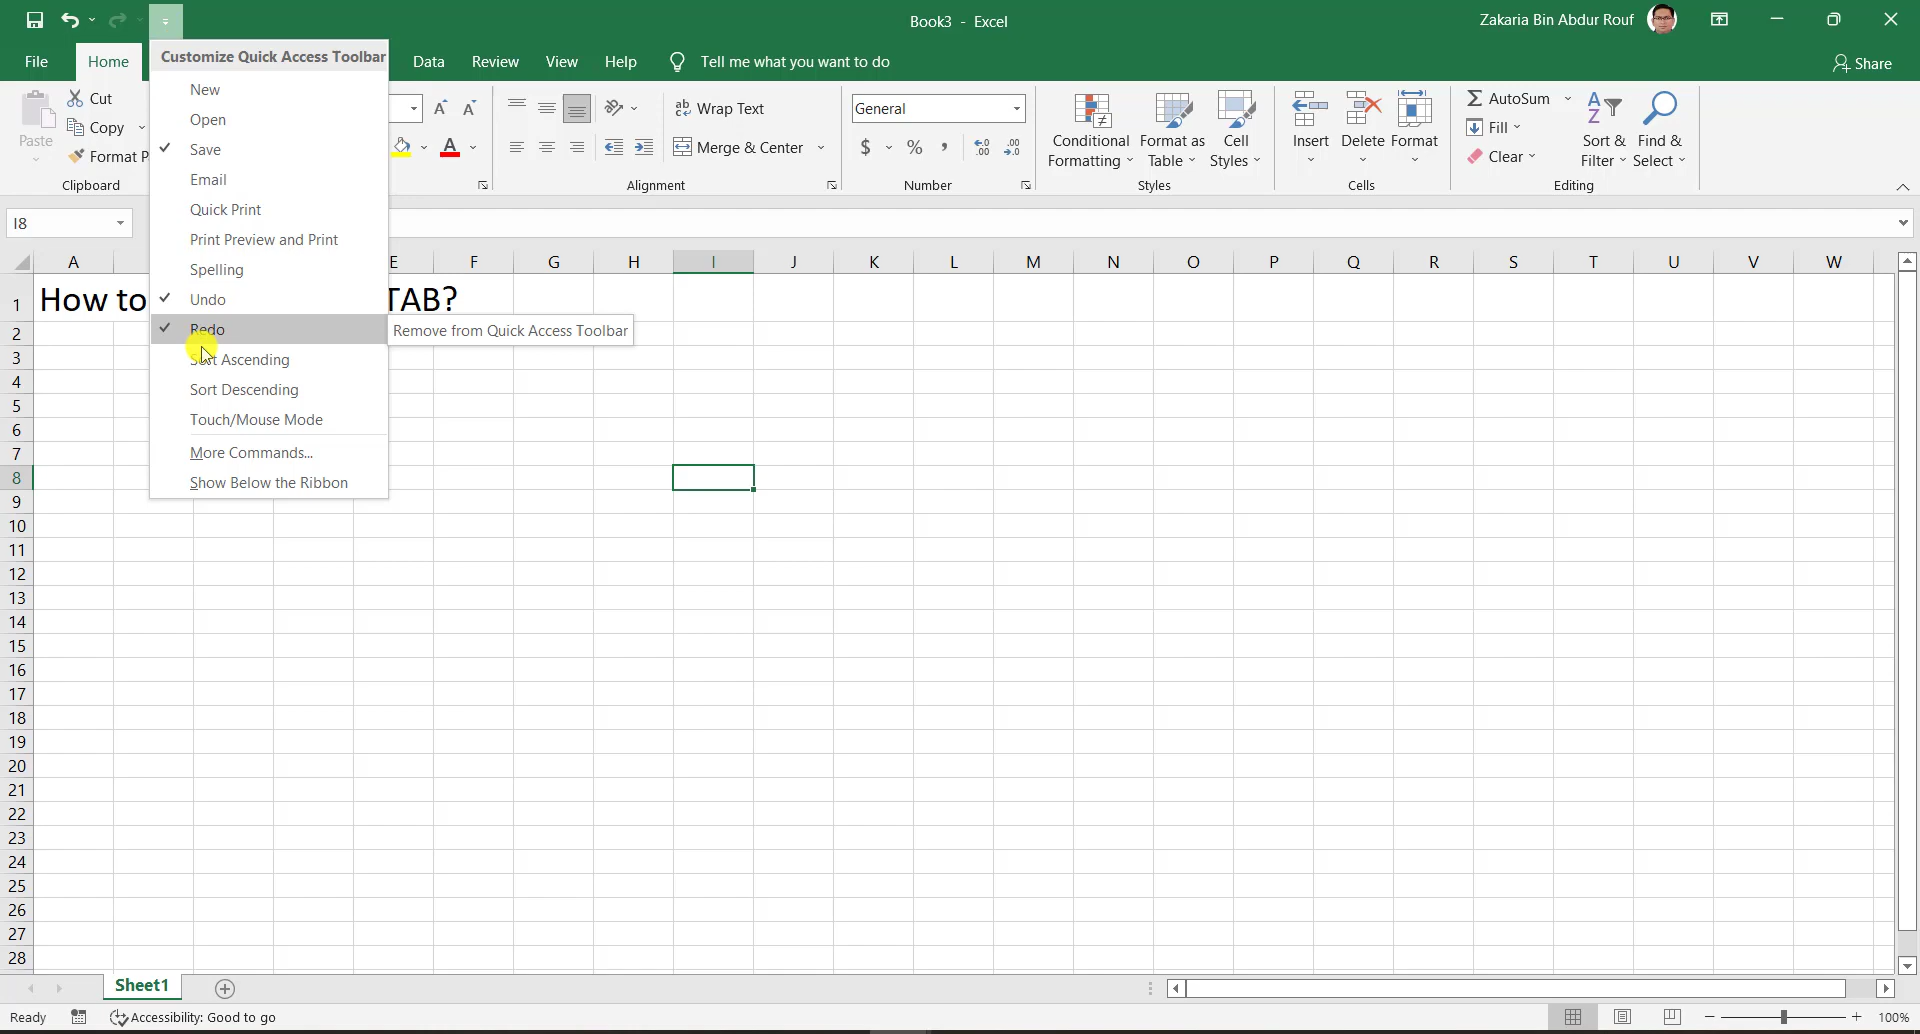 Book3 - Excel
Zakaria Bin Abdur Rouf
File
Home
Customize Quick Access Toolbar
Data
Review
View
Help
Tell me what you want to do
Share
New
Open
Save
Email
Quick Print
Print Preview and Print
Spelling
Undo
Redo
Sort Ascending
Sort Descending
Touch/Mouse Mode
More Commands...
Show Below the Ribbon
Remove from Quick Access Toolbar
Paste
Cut
Copy
Format P
Clipboard
Wrap Text
Merge & Center
Alignment
General
$ % ,
Number
Conditional Formatting
Format as Table
Cell Styles
Styles
Insert
Delete
Format
Cells
AutoSum
Fill
Clear
Sort & Filter
Find & Select
Editing
I8
A E F G H I J K L M N O P Q R S T U V W
How to TAB?
1
2
3
4
5
6
7
8
9
10
11
12
13
14
15
16
17
18
19
20
21
22
23
24
25
26
27
28
Sheet1
Ready
Accessibility: Good to go
100%